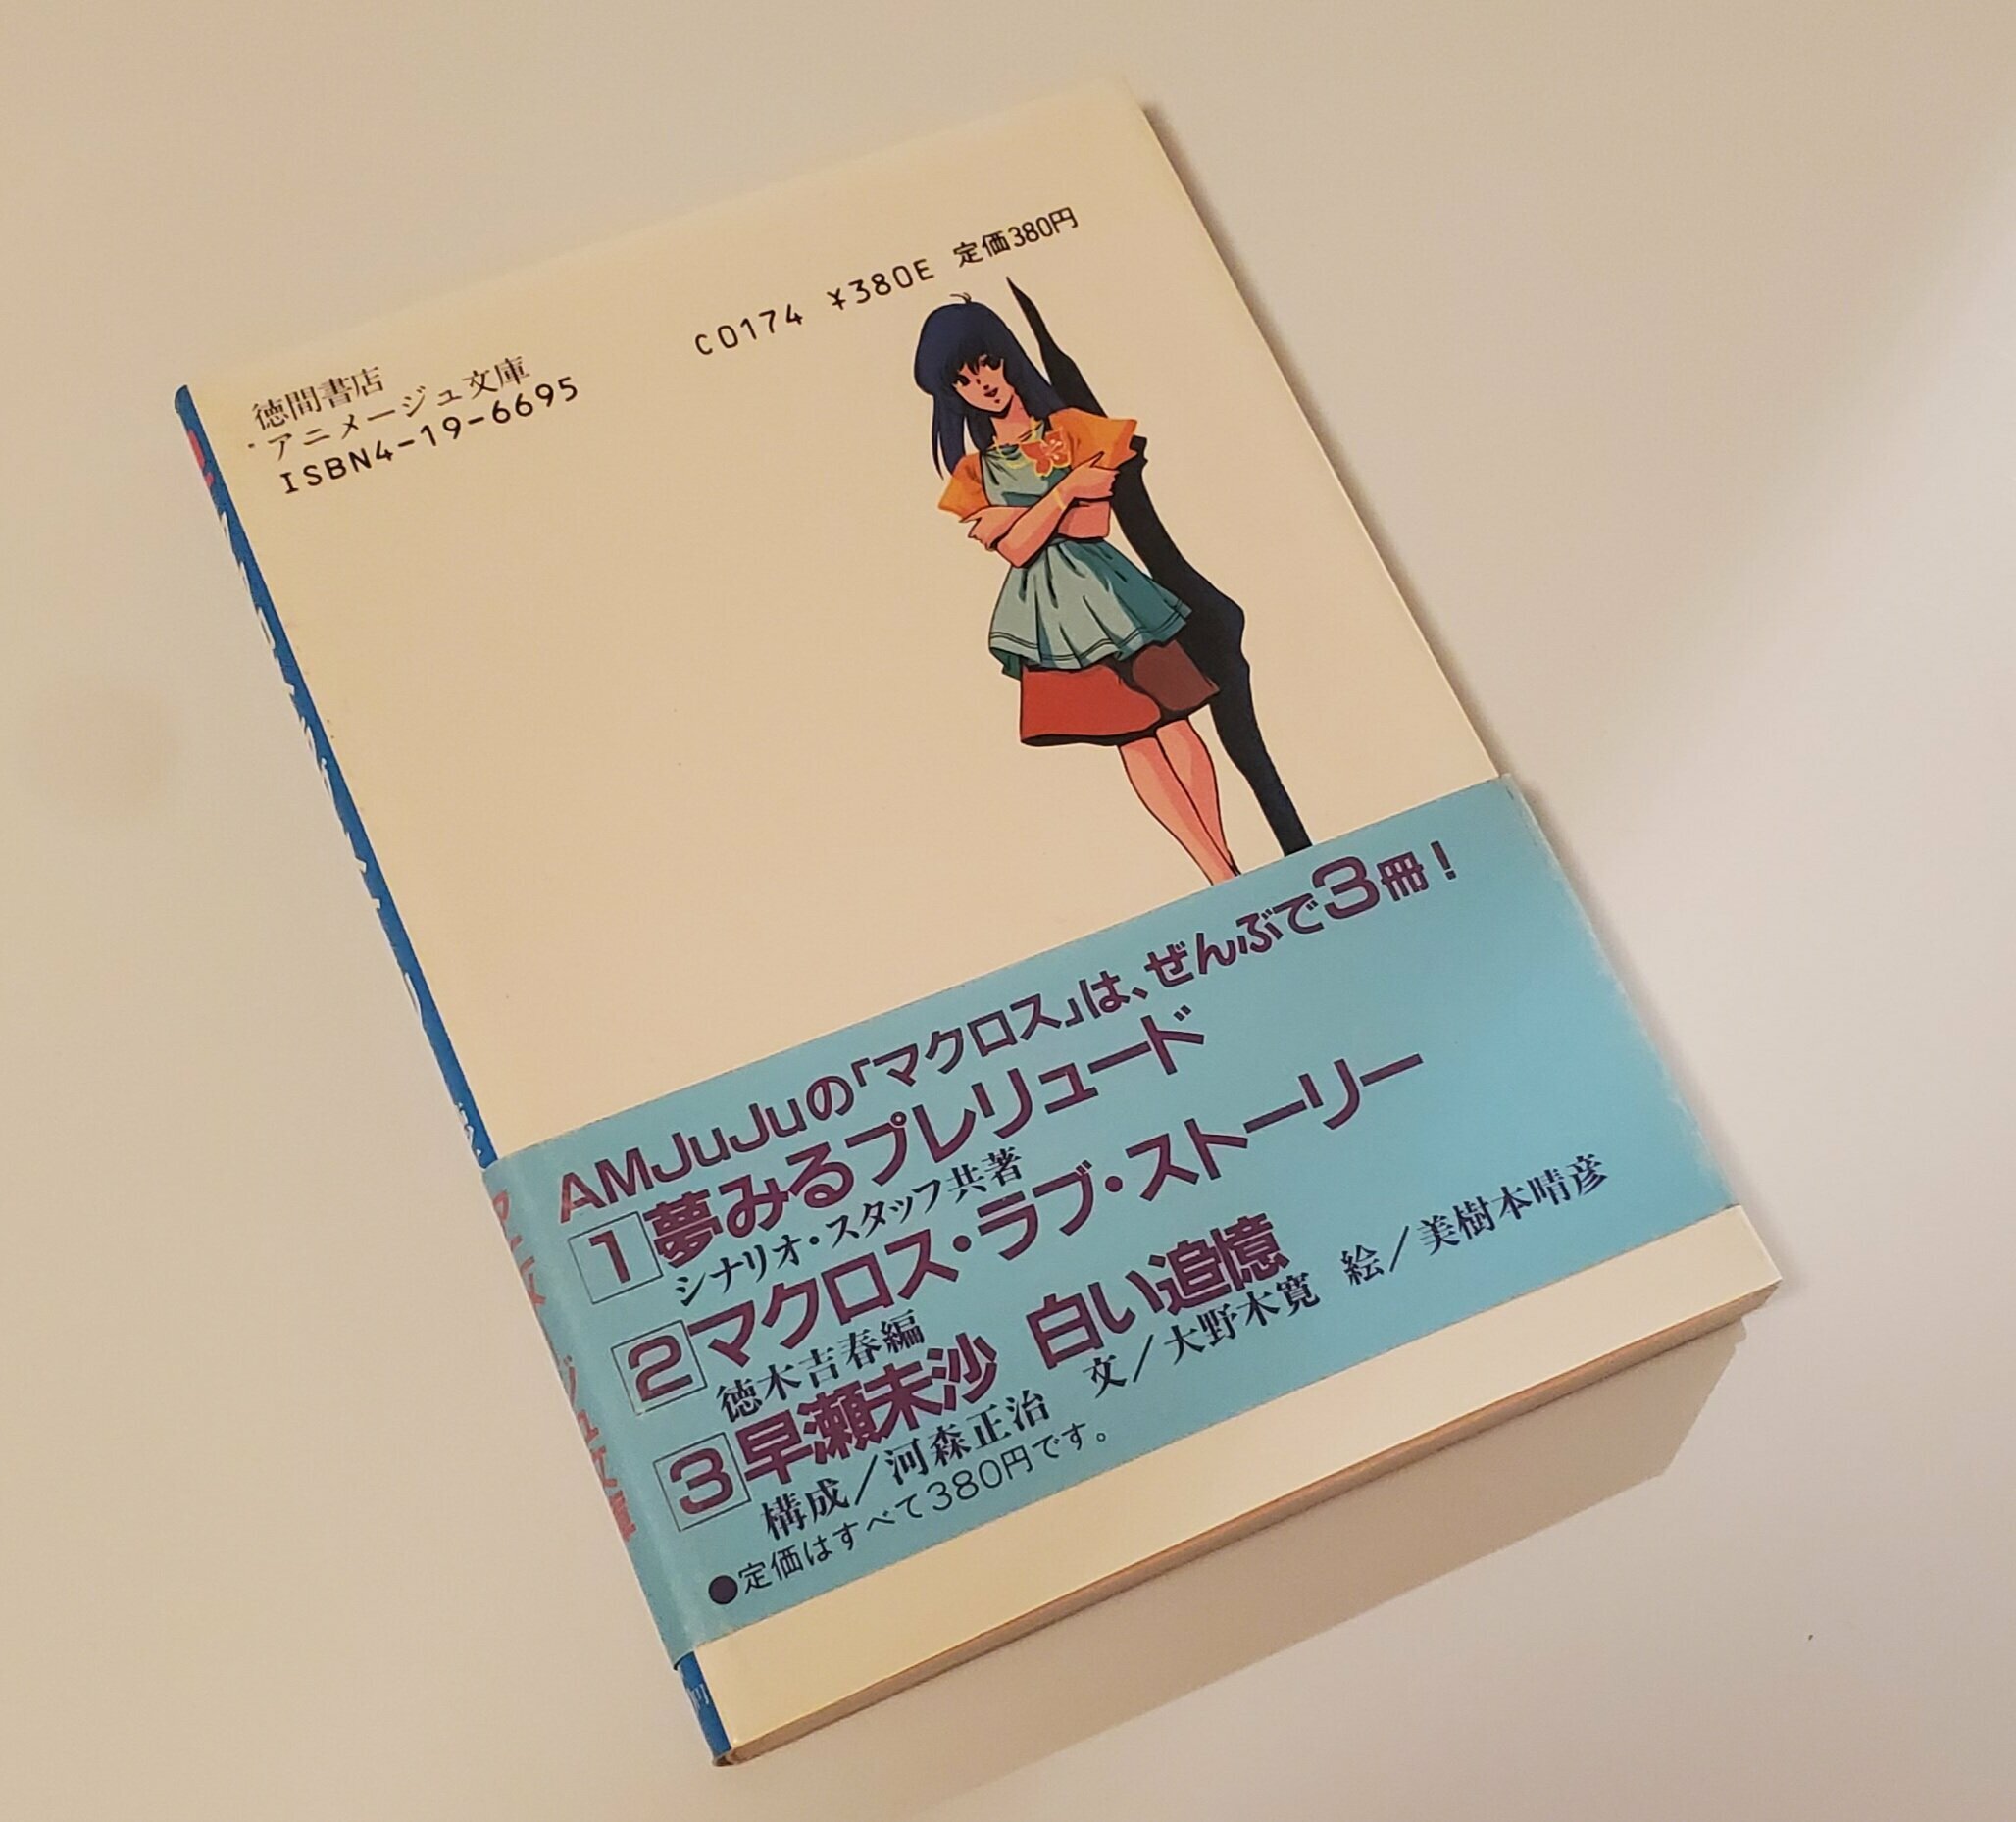 徳間書店
アニメージュ文庫
ISBN4-19-6695
C0174 ¥380E 定価380円
AMJuJuの「マクロス」は、ぜんぶで3冊！
1 夢みるプレリュード
シナリオ・スタッフ共著
2 マクロス・ラブ・ストーリー
徳木吉春編
3 早瀬未沙 白い追憶
構成／河森正治 文／大野木寛 絵／美樹本晴彦
●定価はすべて380円です。